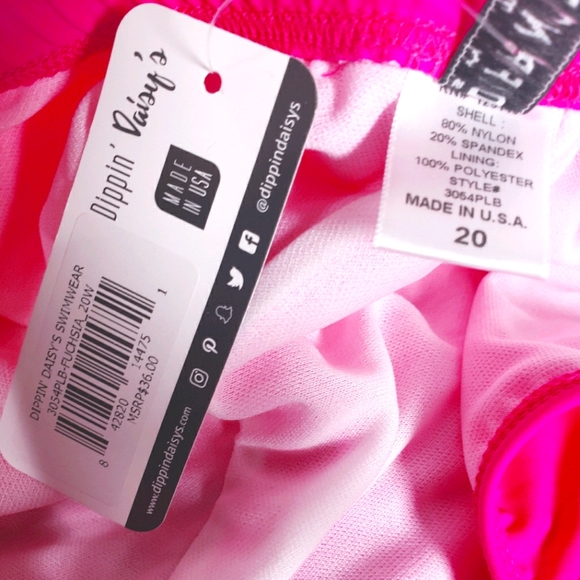 Dippin' Daisy's
MADE
IN USA
@dippindaisys
www.dippindaisys.com
DIPPIN' DAISY'S SWIMWEAR
3054PLB-FUCHSIA_20W
8 42820 14475 1
MSRP$36.00
SHELL :
80% NYLON
20% SPANDEX
LINING:
100% POLYESTER
STYLE#
3054PLB
MADE IN U.S.A.
20